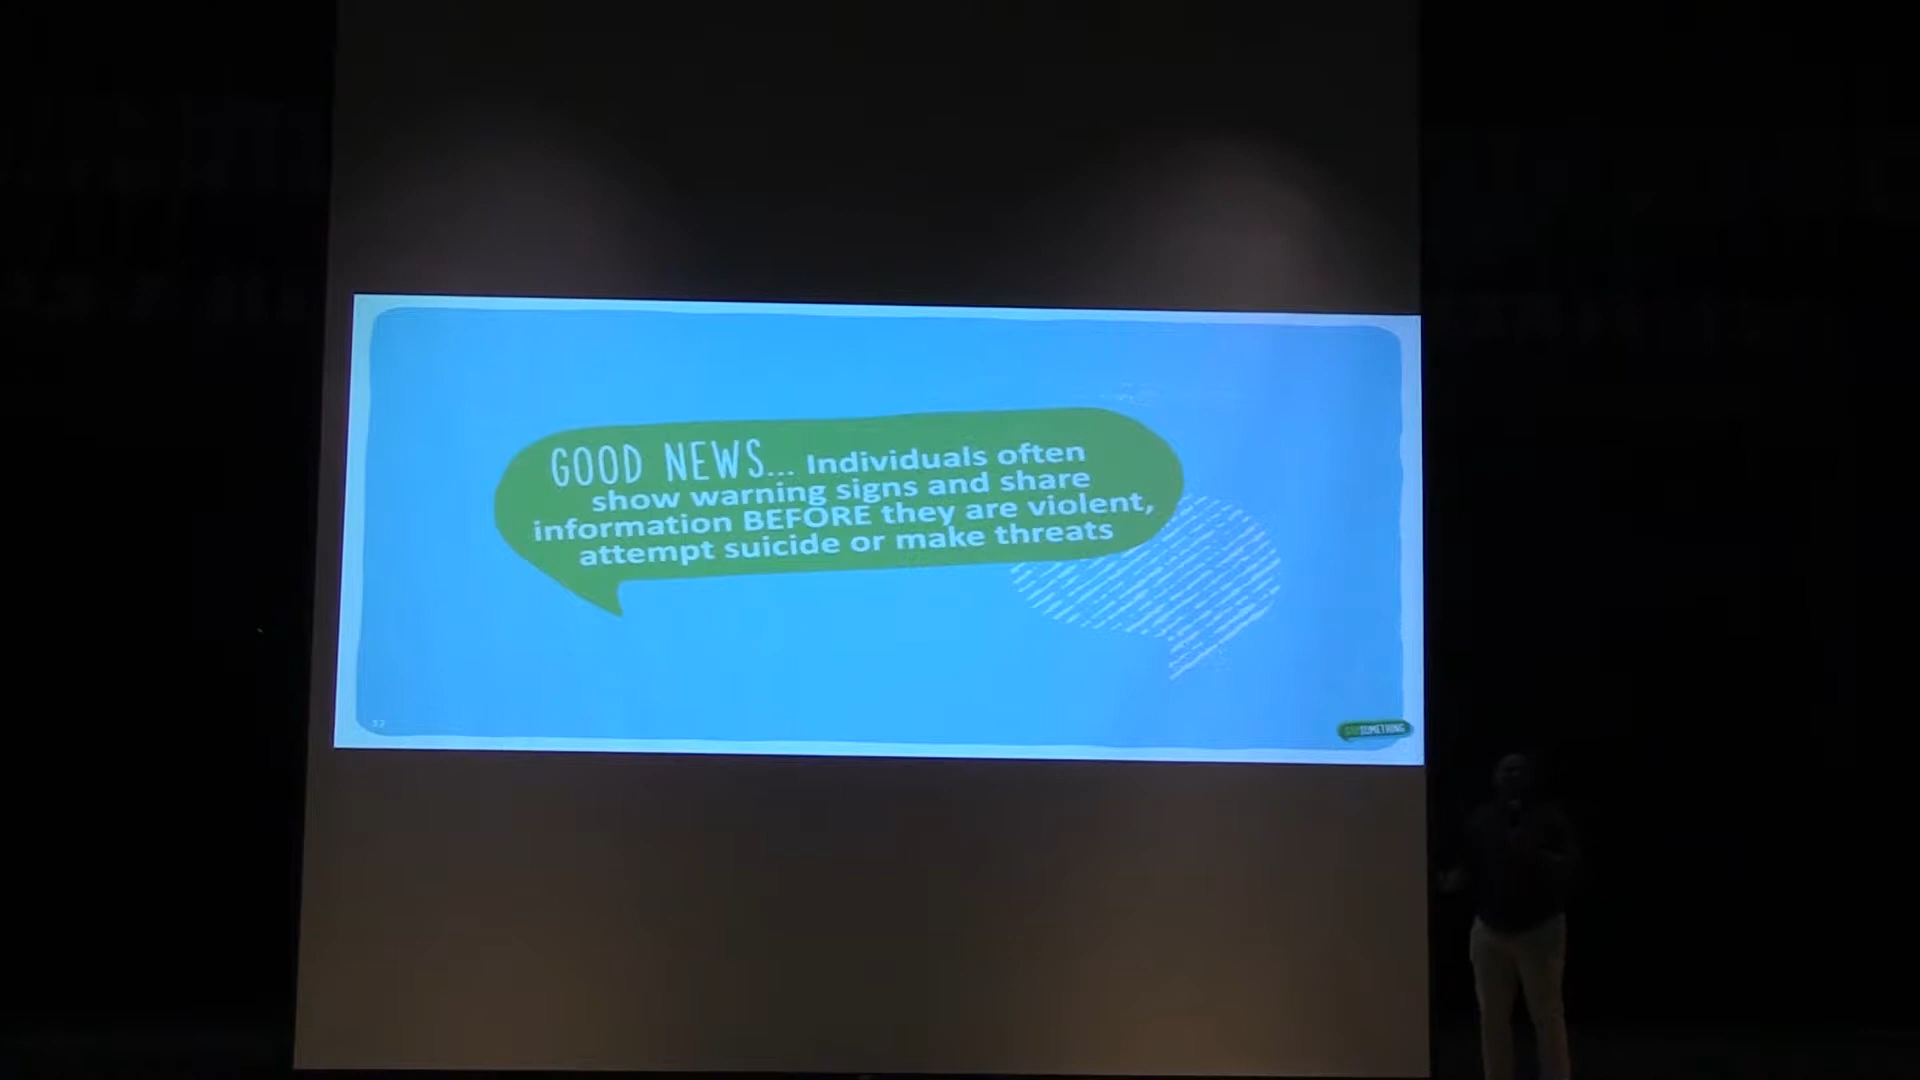 GOOD NEWS... Individuals often
show warning signs and share
information BEFORE they are violent,
attempt suicide or make threats
SOMETHING